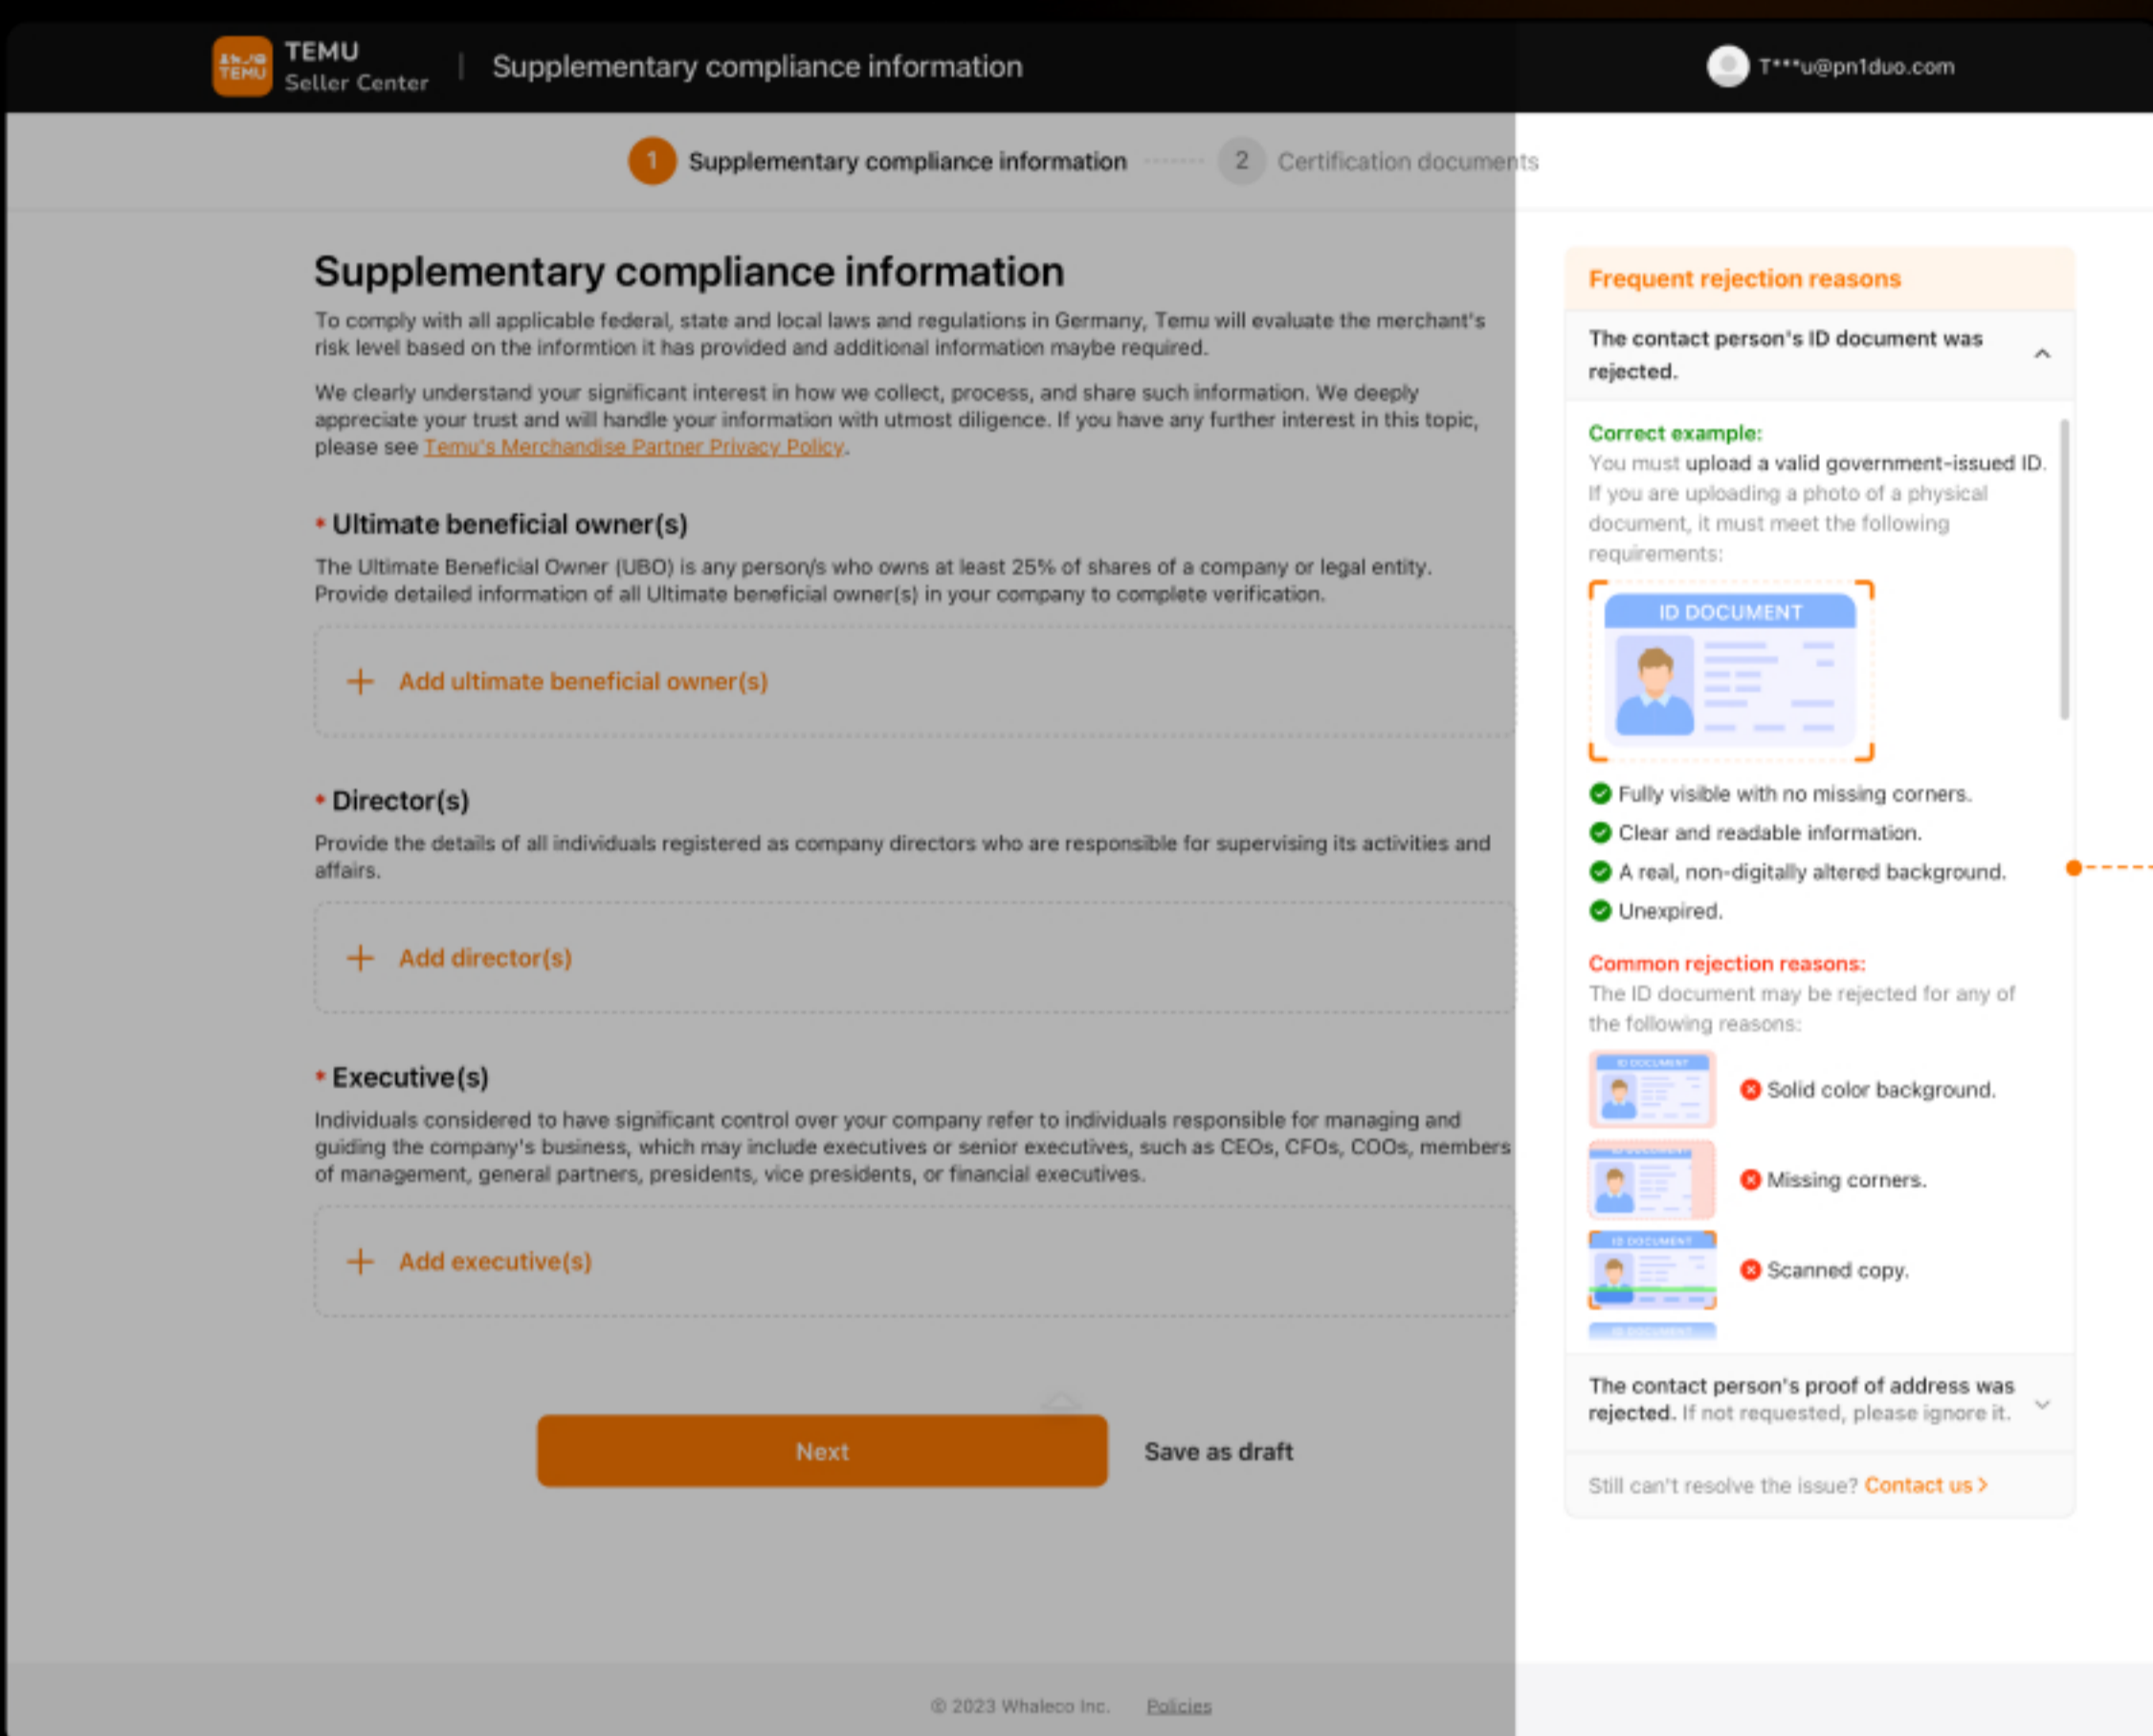 TEMU
TEMU
Seller Center
Supplementary compliance information
T***u@pn1duo.com
1 Supplementary compliance information
2 Certification documents
Supplementary compliance information
To comply with all applicable federal, state and local laws and regulations in Germany, Temu will evaluate the merchant's
risk level based on the informtion it has provided and additional information maybe required.
We clearly understand your significant interest in how we collect, process, and share such information. We deeply
appreciate your trust and will handle your information with utmost diligence. If you have any further interest in this topic,
please see Temu's Merchandise Partner Privacy Policy.
* Ultimate beneficial owner(s)
The Ultimate Beneficial Owner (UBO) is any person/s who owns at least 25% of shares of a company or legal entity.
Provide detailed information of all Ultimate beneficial owner(s) in your company to complete verification.
+ Add ultimate beneficial owner(s)
* Director(s)
Provide the details of all individuals registered as company directors who are responsible for supervising its activities and
affairs.
+ Add director(s)
* Executive(s)
Individuals considered to have significant control over your company refer to individuals responsible for managing and
guiding the company's business, which may include executives or senior executives, such as CEOs, CFOs, COOs, members
of management, general partners, presidents, vice presidents, or financial executives.
+ Add executive(s)
Next
Save as draft
Frequent rejection reasons
The contact person's ID document was
rejected.
Correct example:
You must upload a valid government-issued ID.
If you are uploading a photo of a physical
document, it must meet the following
requirements:
ID DOCUMENT
Fully visible with no missing corners.
Clear and readable information.
A real, non-digitally altered background.
Unexpired.
Common rejection reasons:
The ID document may be rejected for any of
the following reasons:
ID DOCUMENT
Solid color background.
ID DOCUMENT
Missing corners.
ID DOCUMENT
Scanned copy.
ID DOCUMENT
The contact person's proof of address was
rejected. If not requested, please ignore it.
Still can't resolve the issue? Contact us >
© 2023 Whaleco Inc.
Policies